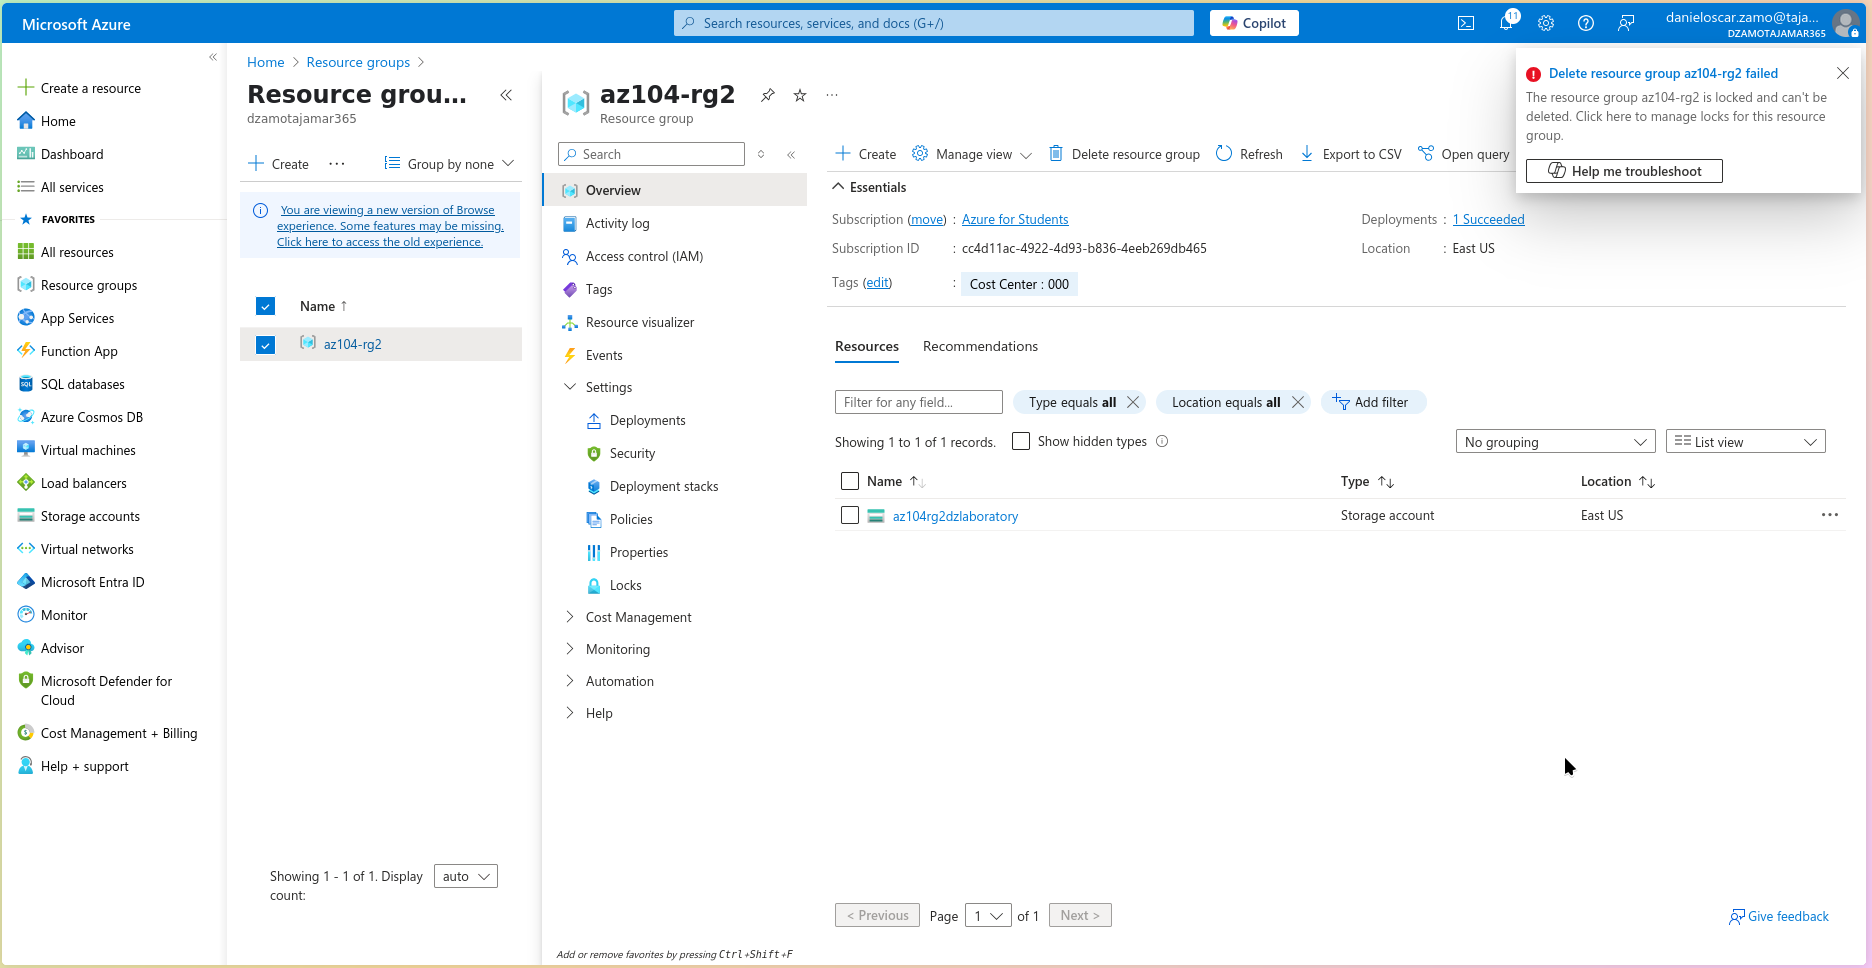 Microsoft Azure
Search resources, services, and docs (G+/)
Copilot
11
danieloscar.zamo@taja...
DZAMOTAJAMAR365
Create a resource
Home
Dashboard
All services
FAVORITES
All resources
Resource groups
App Services
Function App
SQL databases
Azure Cosmos DB
Virtual machines
Load balancers
Storage accounts
Virtual networks
Microsoft Entra ID
Monitor
Advisor
Microsoft Defender for
Cloud
Cost Management + Billing
Help + support
Home > Resource groups >
Resource grou...
dzamotajamar365
Create
Group by none
You are viewing a new version of Browse
experience. Some features may be missing.
Click here to access the old experience.
Name ↑
az104-rg2
Showing 1 - 1 of 1. Display
count:
auto
az104-rg2
Resource group
Search
Overview
Activity log
Access control (IAM)
Tags
Resource visualizer
Events
Settings
Deployments
Security
Deployment stacks
Policies
Properties
Locks
Cost Management
Monitoring
Automation
Help
Add or remove favorites by pressing Ctrl+Shift+F
Create
Manage view
Delete resource group
Refresh
Export to CSV
Open query
Essentials
Subscription (move) : Azure for Students
Subscription ID : cc4d11ac-4922-4d93-b836-4eeb269db465
Tags (edit) : Cost Center : 000
Deployments : 1 Succeeded
Location : East US
Resources Recommendations
Filter for any field...
Type equals all
Location equals all
Add filter
Showing 1 to 1 of 1 records.
Show hidden types
No grouping
List view
Name ↑↓ Type ↑↓ Location ↑↓
az104rg2dzlaboratory Storage account East US
< Previous Page 1 of 1 Next >
Give feedback
Delete resource group az104-rg2 failed
The resource group az104-rg2 is locked and can't be
deleted. Click here to manage locks for this resource
group.
Help me troubleshoot